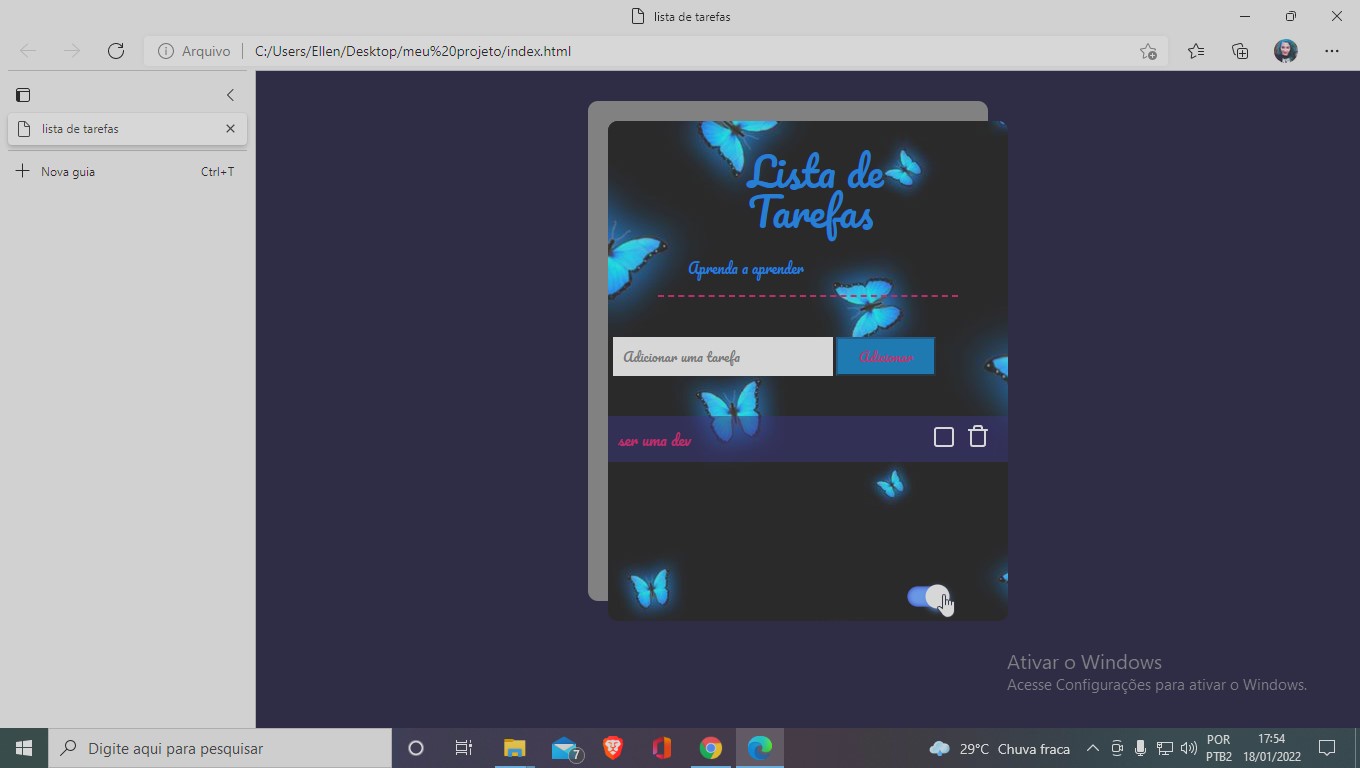 lista de tarefas
Arquivo C:/Users/Ellen/Desktop/meu%20projeto/index.html
lista de tarefas
Nova guia Ctrl+T
Lista de
Tarefas
Aprenda a aprender
Adicionar uma tarefa Adicionar
ser uma dev
Ativar o Windows
Acesse Configurações para ativar o Windows.
Digite aqui para pesquisar
7
29°C Chuva fraca
POR
PTB2
17:54
18/01/2022